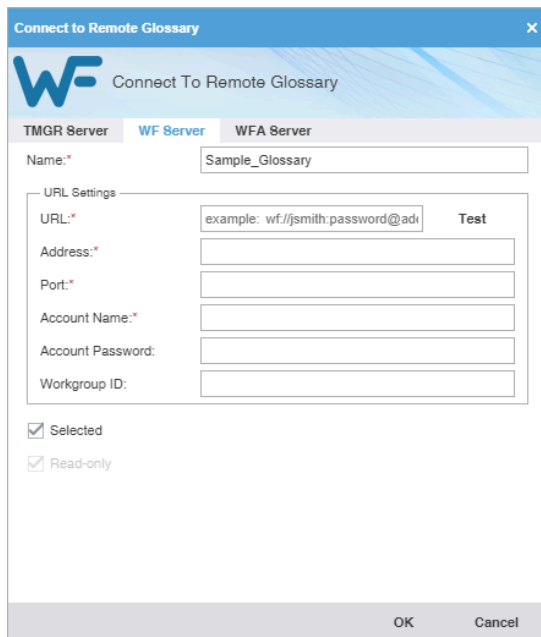 Connect to Remote Glossary
WF Connect To Remote Glossary
TMGR Server WF Server WFA Server
Name:* Sample_Glossary
URL Settings
URL:* example: wf://jsmith:password@ad Test
Address:*
Port:*
Account Name:*
Account Password:
Workgroup ID:
Selected
Read-only
OK Cancel